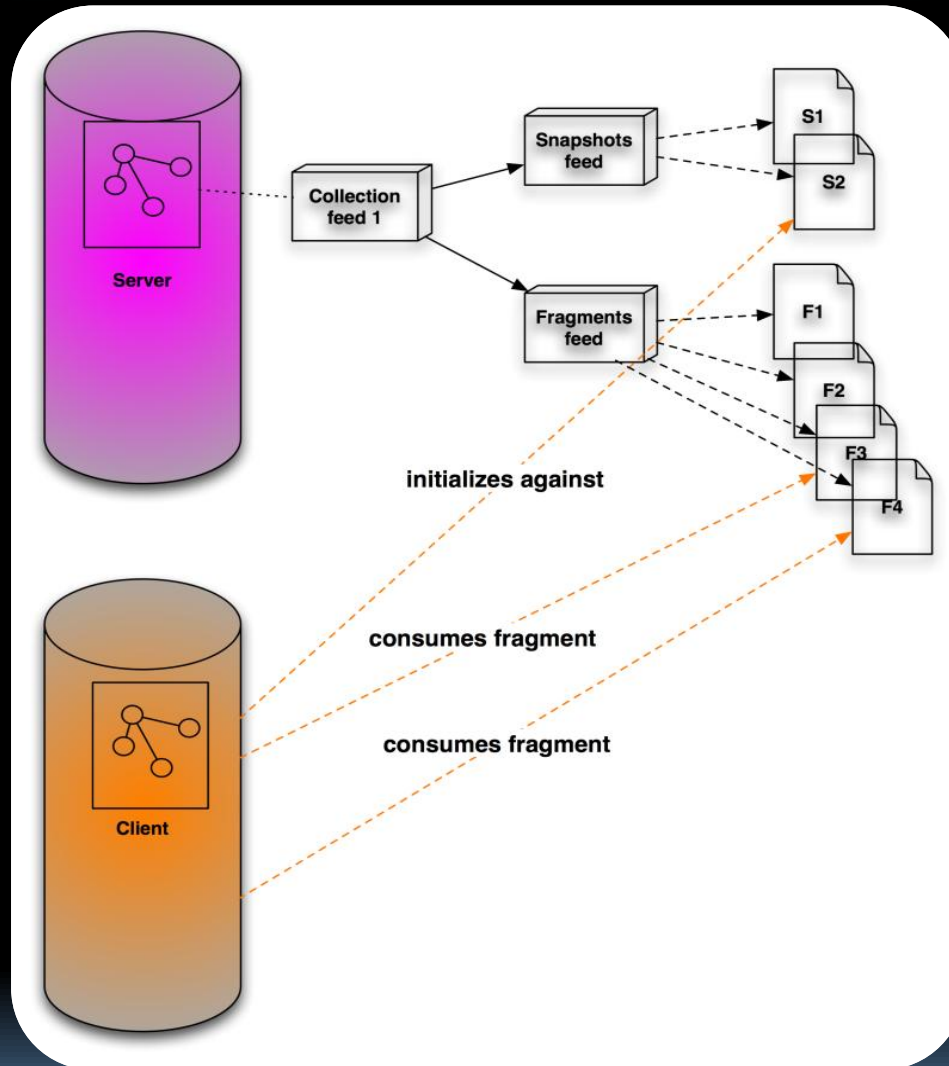 Server
Collection
feed 1
Snapshots
feed
S1
S2
Fragments
feed
F1
F2
F3
F4
initializes against
consumes fragment
consumes fragment
Client